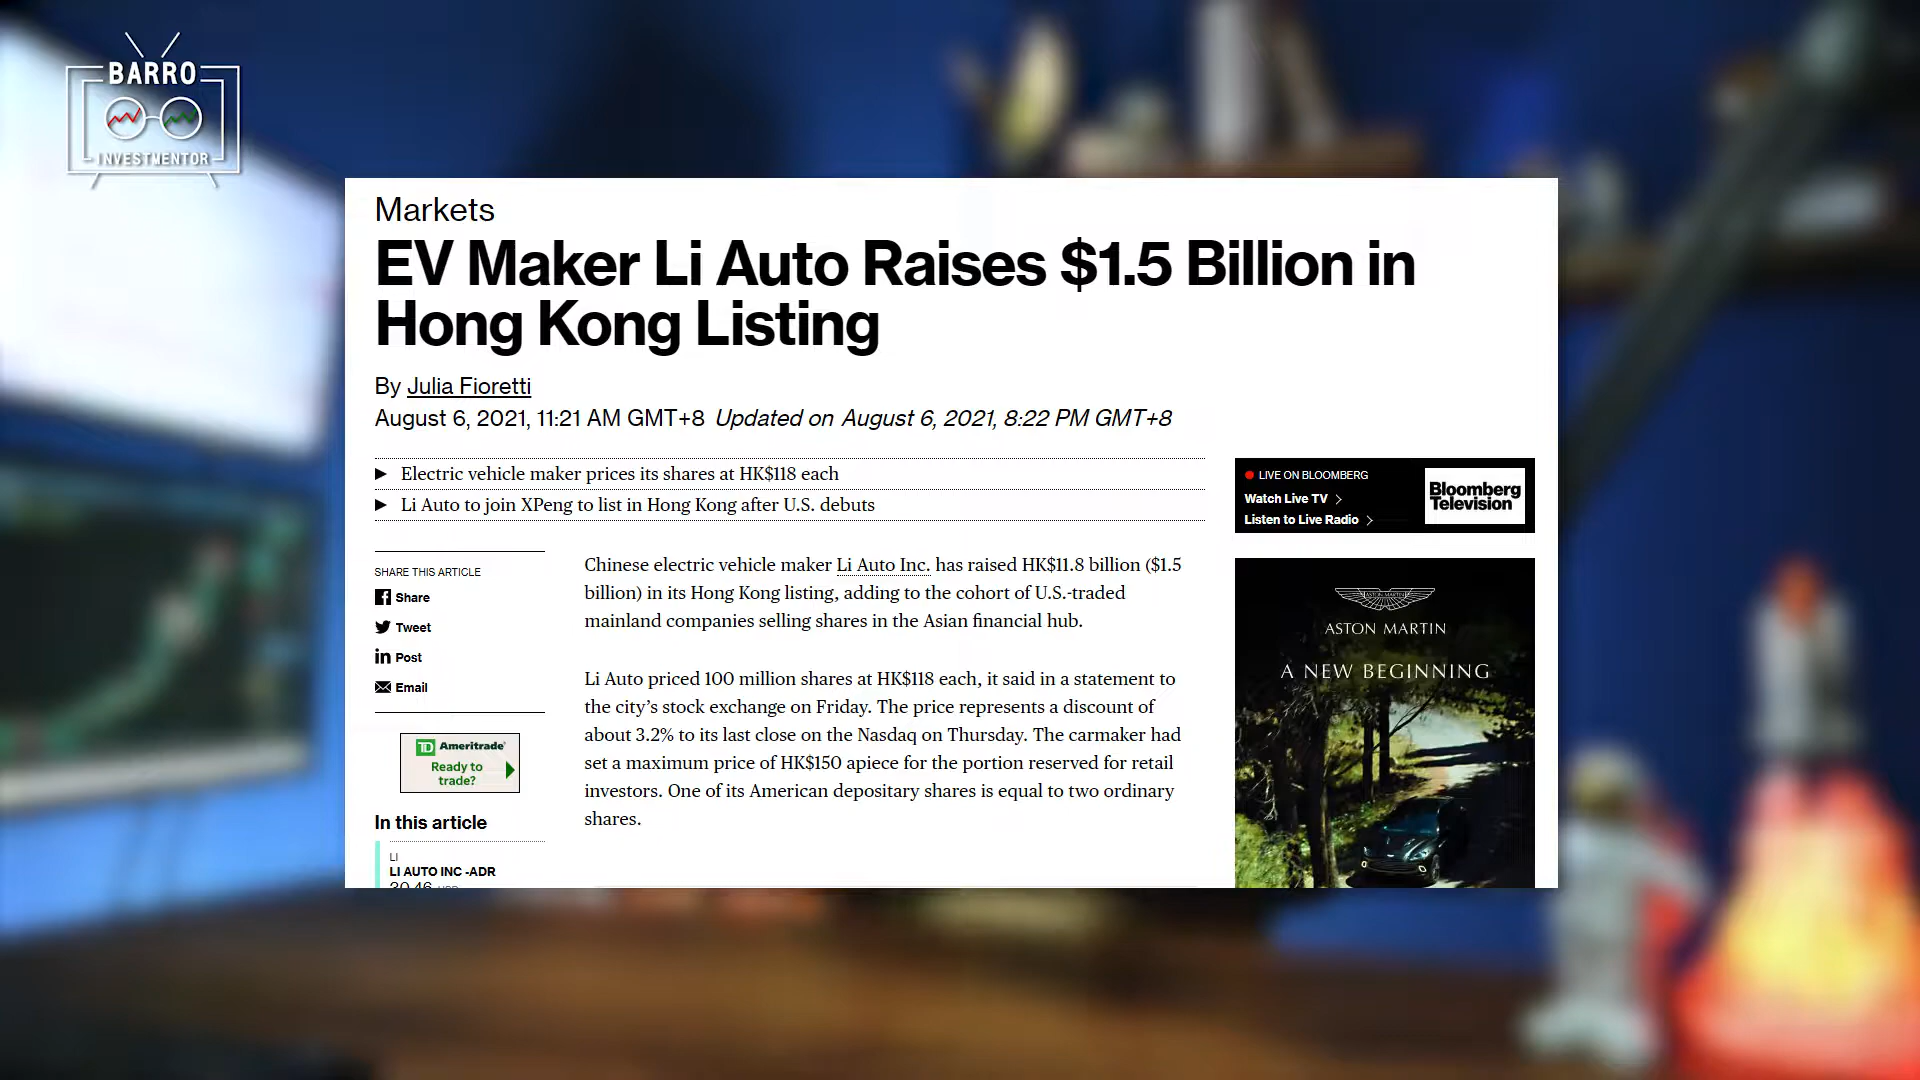 BARRO
INVESTMENTOR
Markets
EV Maker Li Auto Raises $1.5 Billion in
Hong Kong Listing
By Julia Fioretti
August 6, 2021, 11:21 AM GMT+8 Updated on August 6, 2021, 8:22 PM GMT+8
Electric vehicle maker prices its shares at HK$118 each
Li Auto to join XPeng to list in Hong Kong after U.S. debuts
LIVE ON BLOOMBERG
Watch Live TV
Listen to Live Radio
Bloomberg
Television
SHARE THIS ARTICLE
Share
Tweet
Post
Email
TD Ameritrade
Ready to
trade?
In this article
LI
LI AUTO INC -ADR
30.46 USD
Chinese electric vehicle maker Li Auto Inc. has raised HK$11.8 billion ($1.5
billion) in its Hong Kong listing, adding to the cohort of U.S.-traded
mainland companies selling shares in the Asian financial hub.
Li Auto priced 100 million shares at HK$118 each, it said in a statement to
the city’s stock exchange on Friday. The price represents a discount of
about 3.2% to its last close on the Nasdaq on Thursday. The carmaker had
set a maximum price of HK$150 apiece for the portion reserved for retail
investors. One of its American depositary shares is equal to two ordinary
shares.
ASTON MARTIN
ASTON MARTIN
A NEW BEGINNING